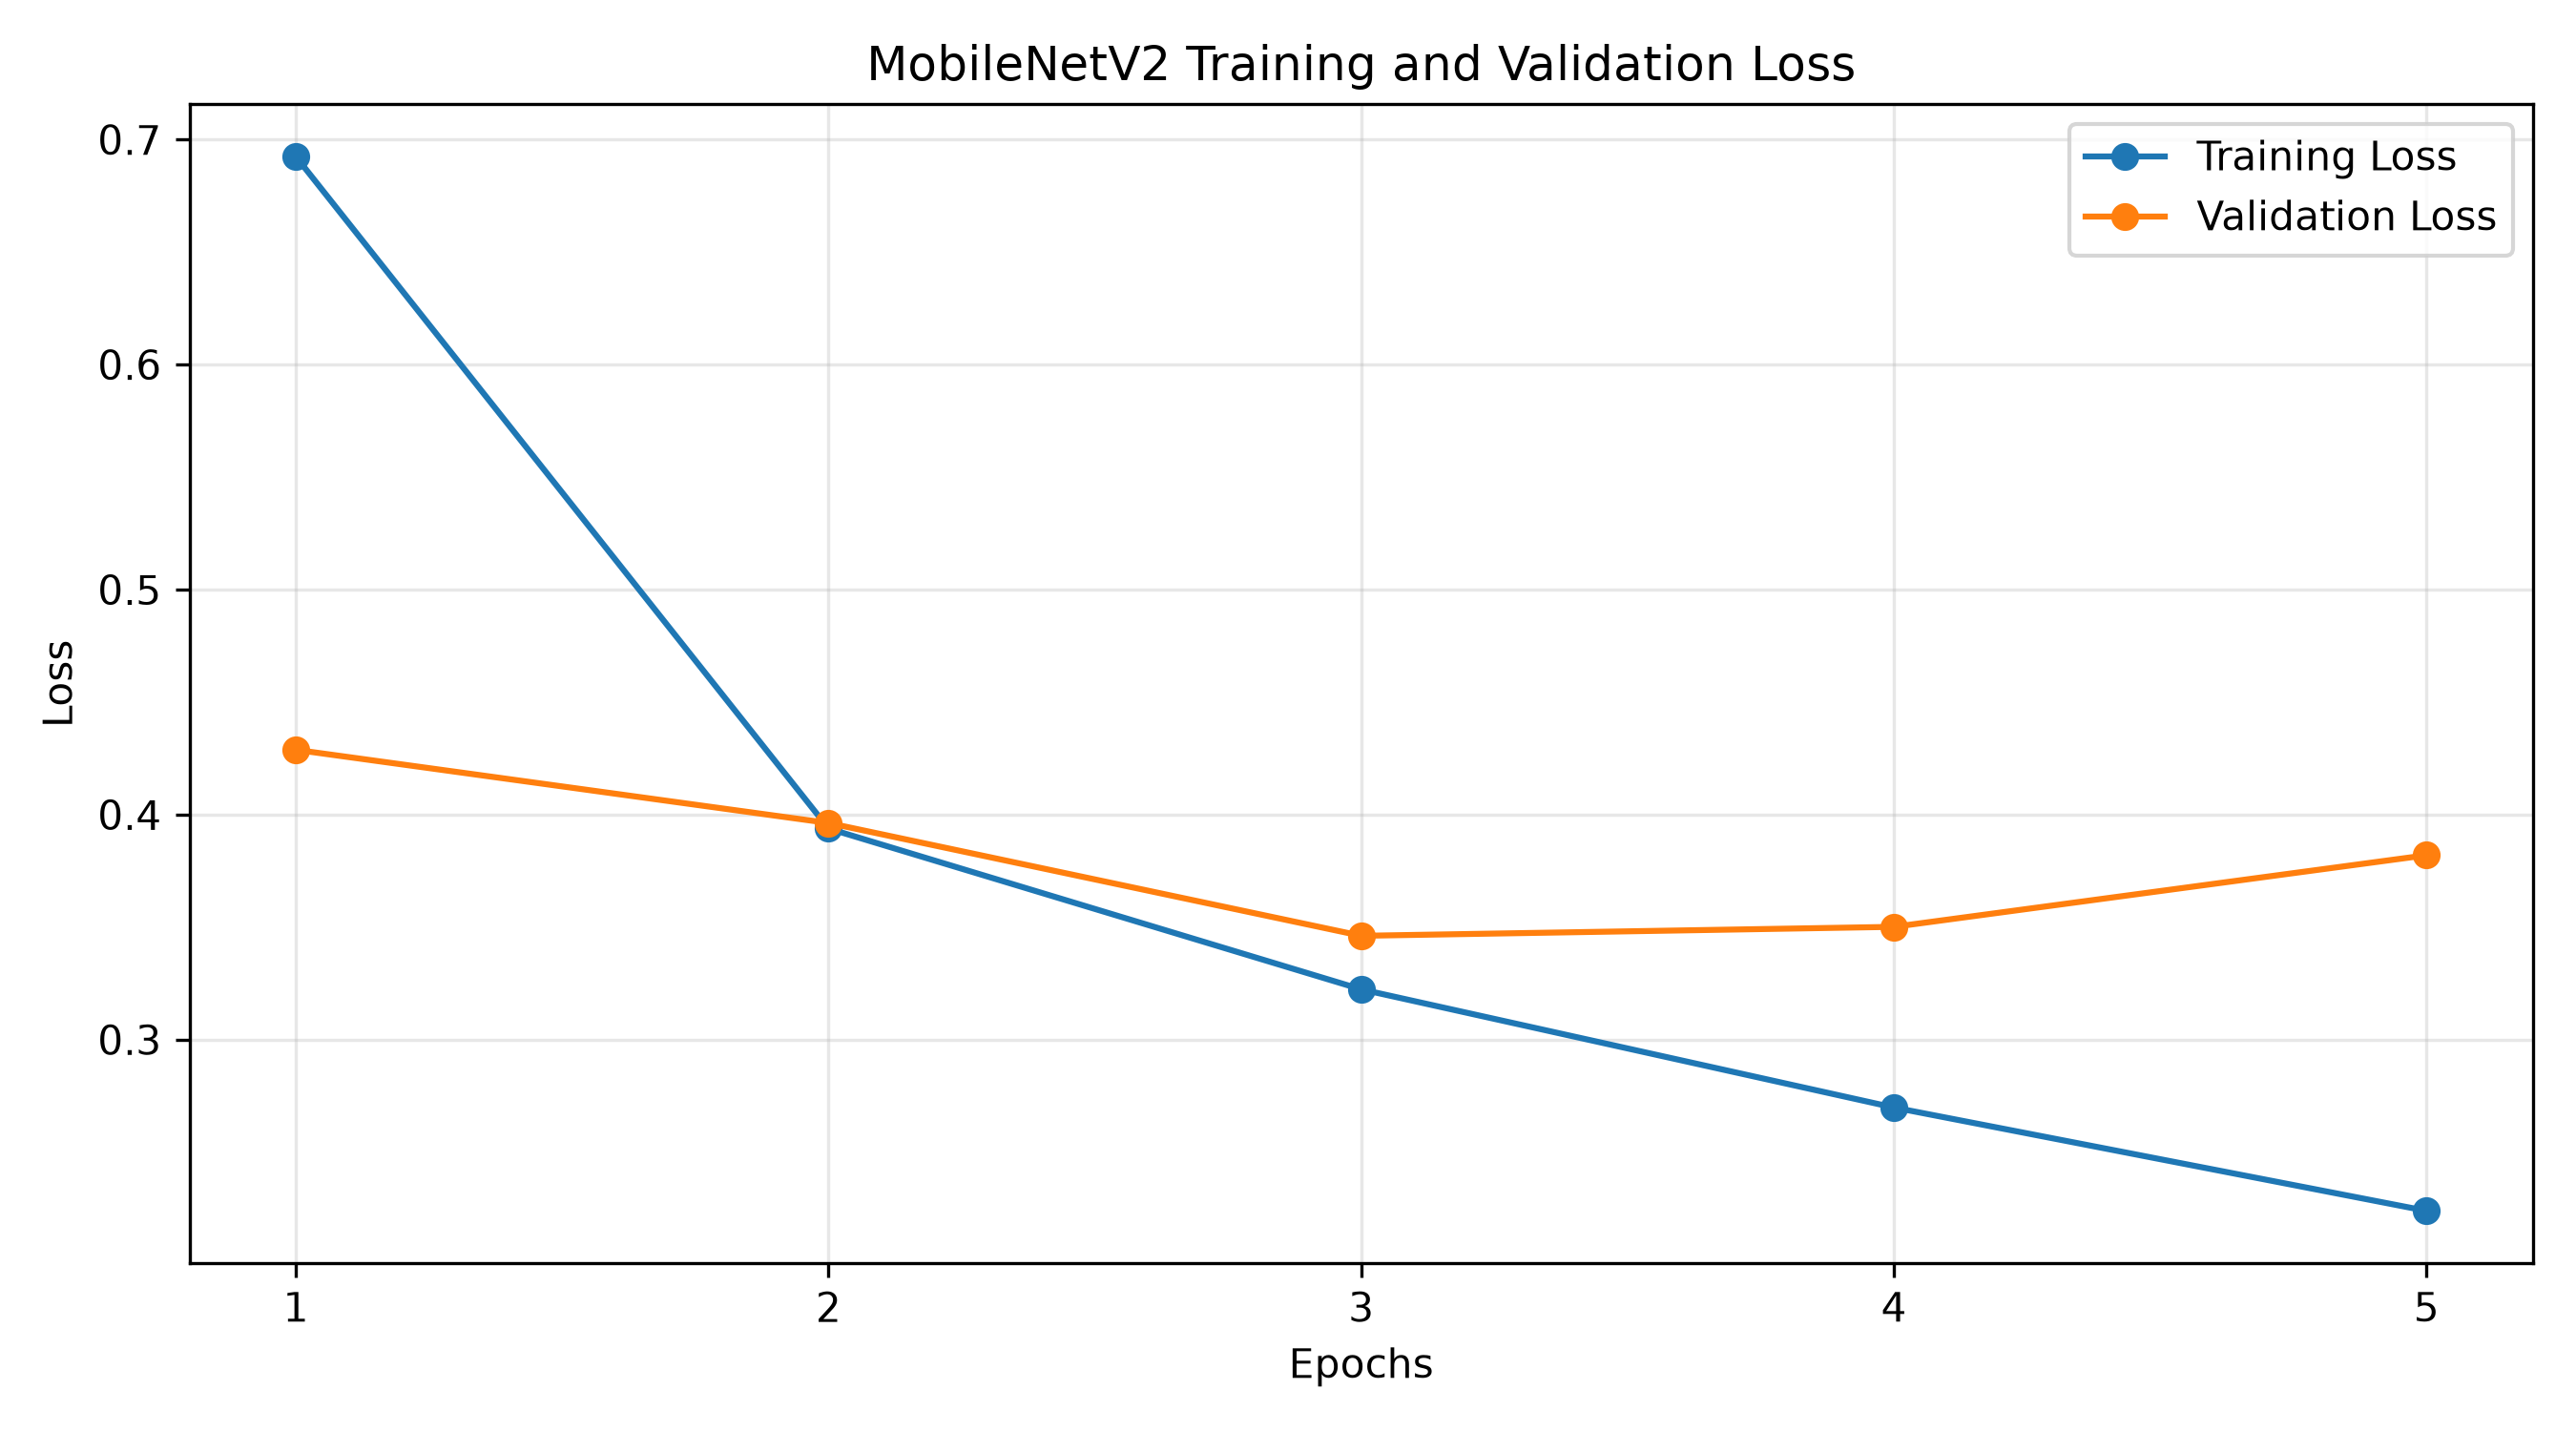 MobileNetV2 Training and Validation Loss
Training Loss
Validation Loss
0.7
0.6
0.5
0.4
0.3
Loss
1 2 3 4 5
Epochs